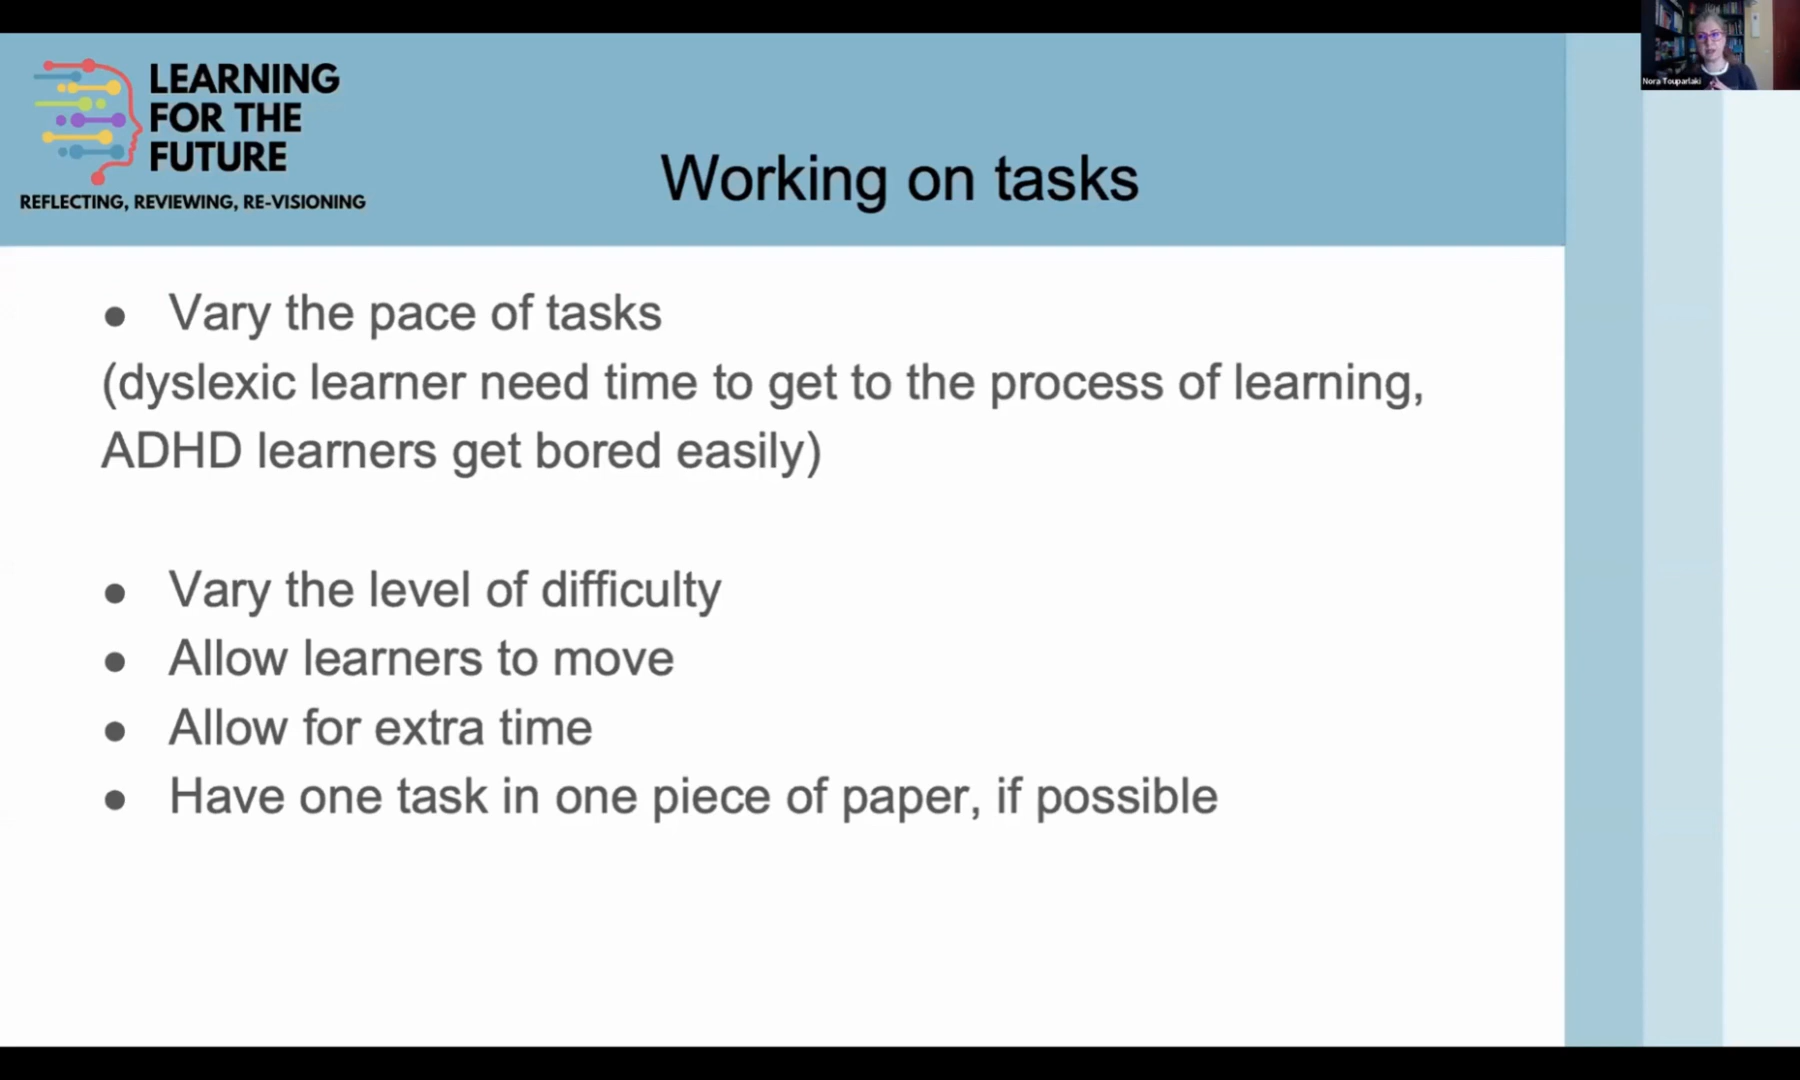 LEARNING
FOR THE
FUTURE
REFLECTING, REVIEWING, RE-VISIONING
Nora Touparlaki
Working on tasks
● Vary the pace of tasks
(dyslexic learner need time to get to the process of learning,
ADHD learners get bored easily)
● Vary the level of difficulty
● Allow learners to move
● Allow for extra time
● Have one task in one piece of paper, if possible